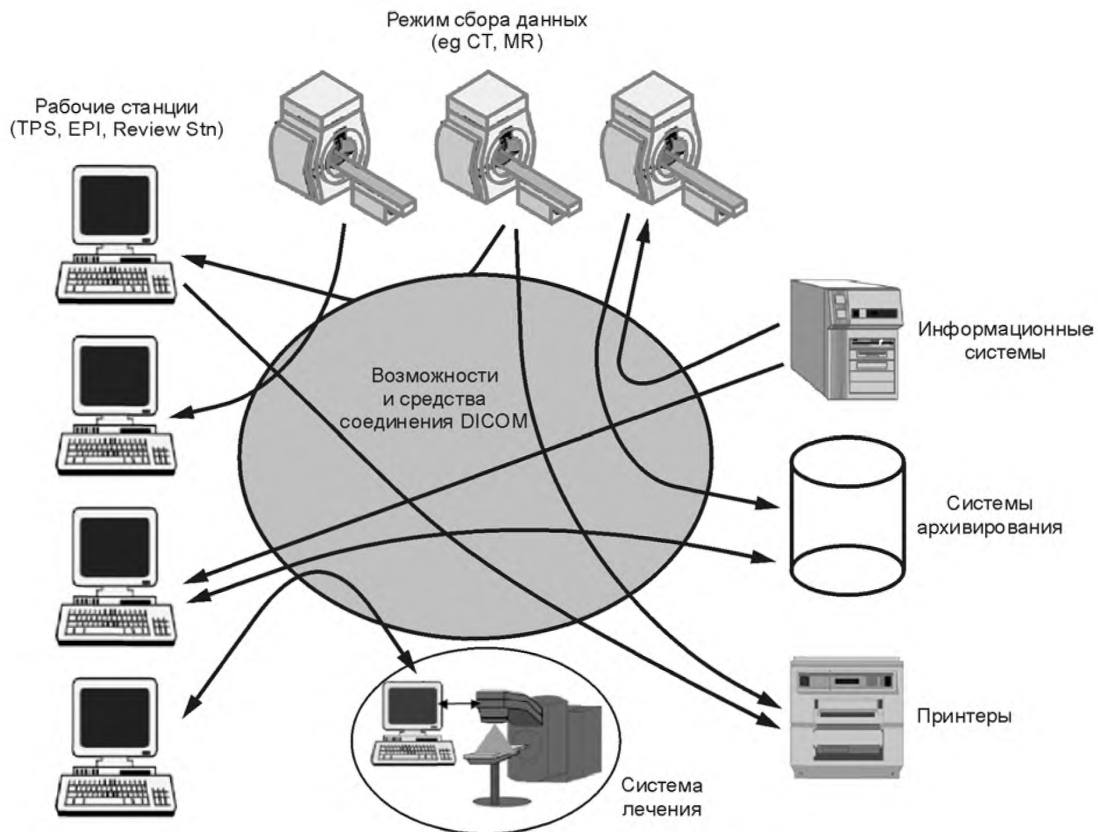 Режим сбора данных
(eg CT, MR)
Рабочие станции
(TPS, EPI, Review Stn)
Информационные
системы
Возможности
и средства
соединения DICOM
Системы
архивирования
Принтеры
Система
лечения